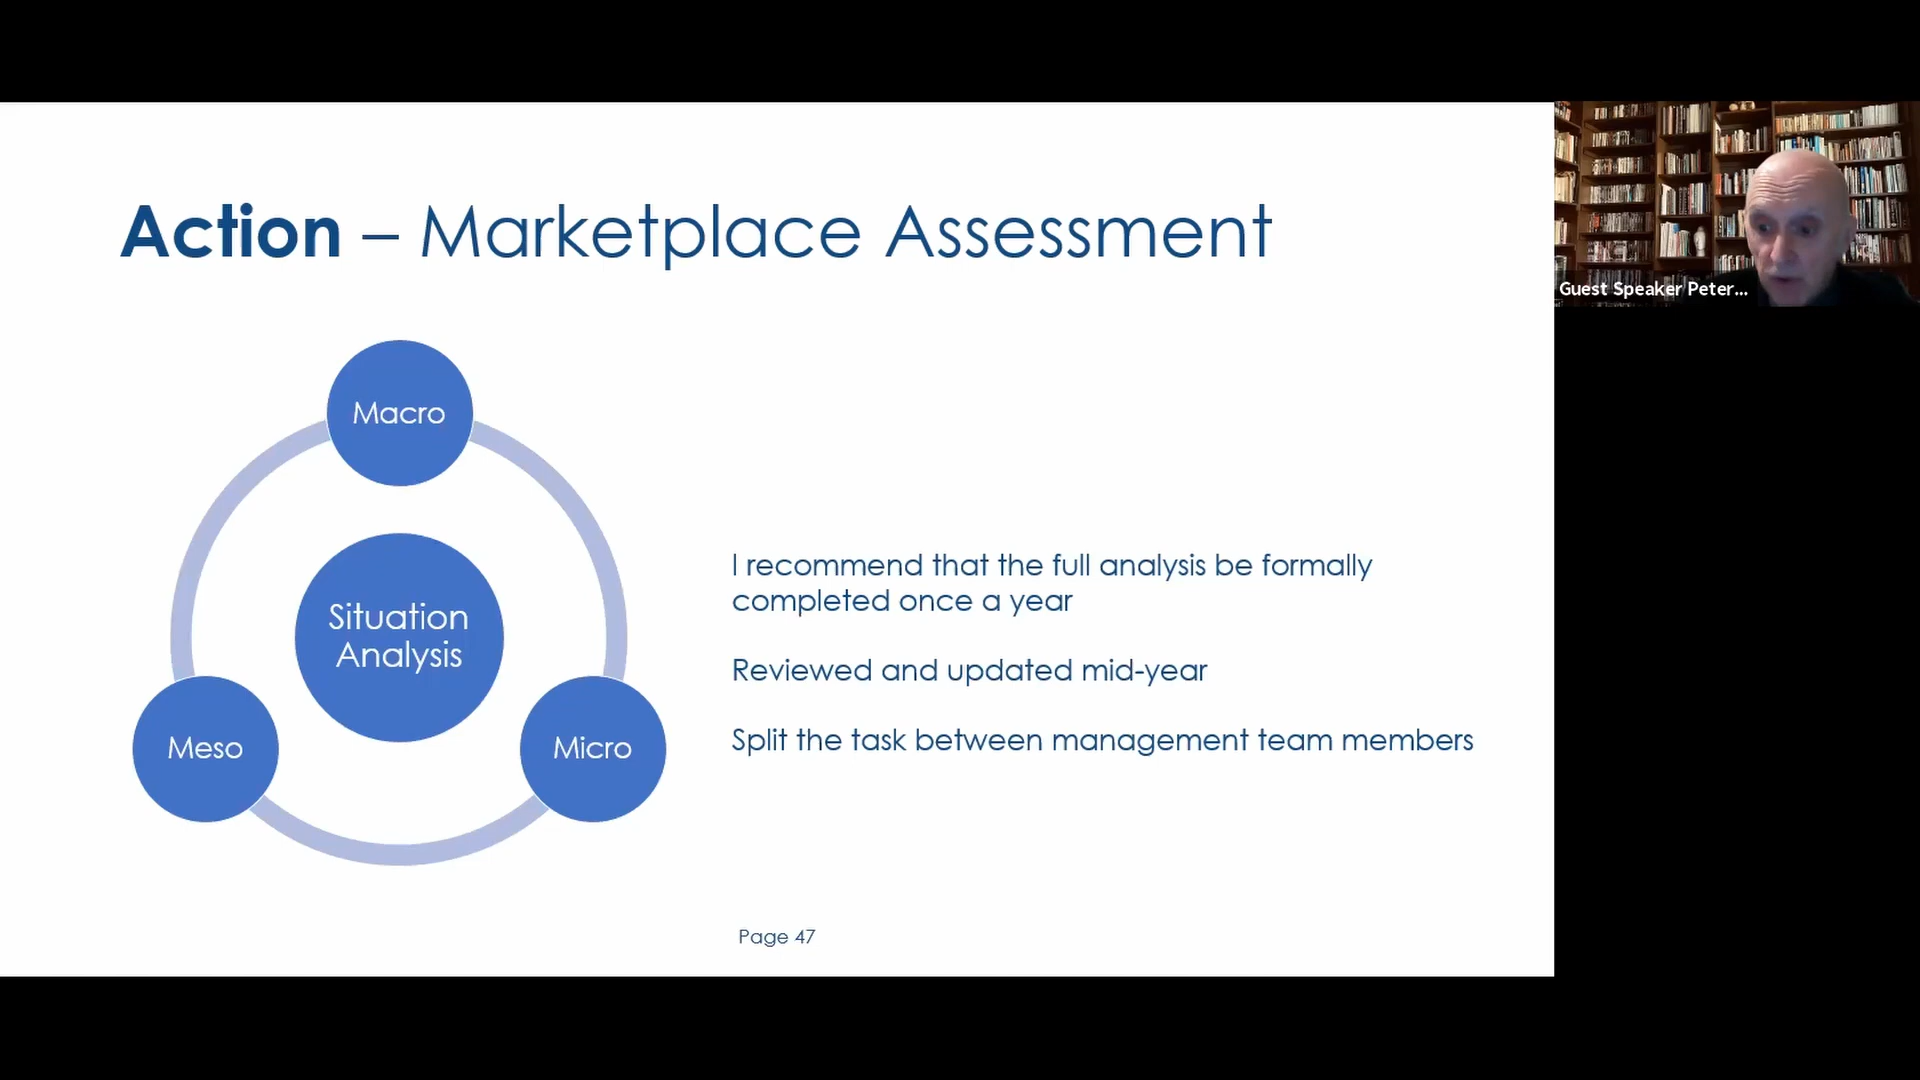 Action – Marketplace Assessment
Macro
Situation
Analysis
Meso
Micro
I recommend that the full analysis be formally
completed once a year
Reviewed and updated mid-year
Split the task between management team members
Page 47
Guest Speaker Peter...